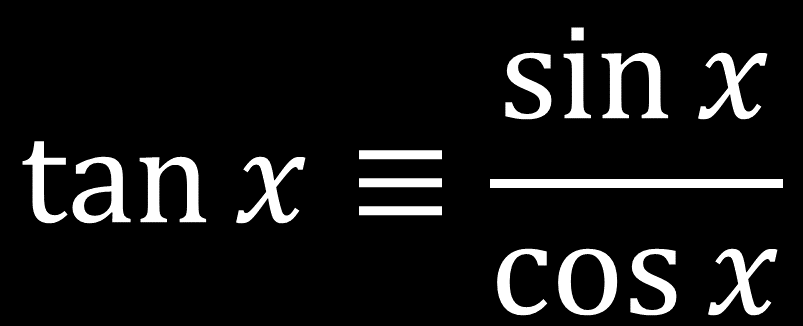 tan x ≡ sin x / cos x